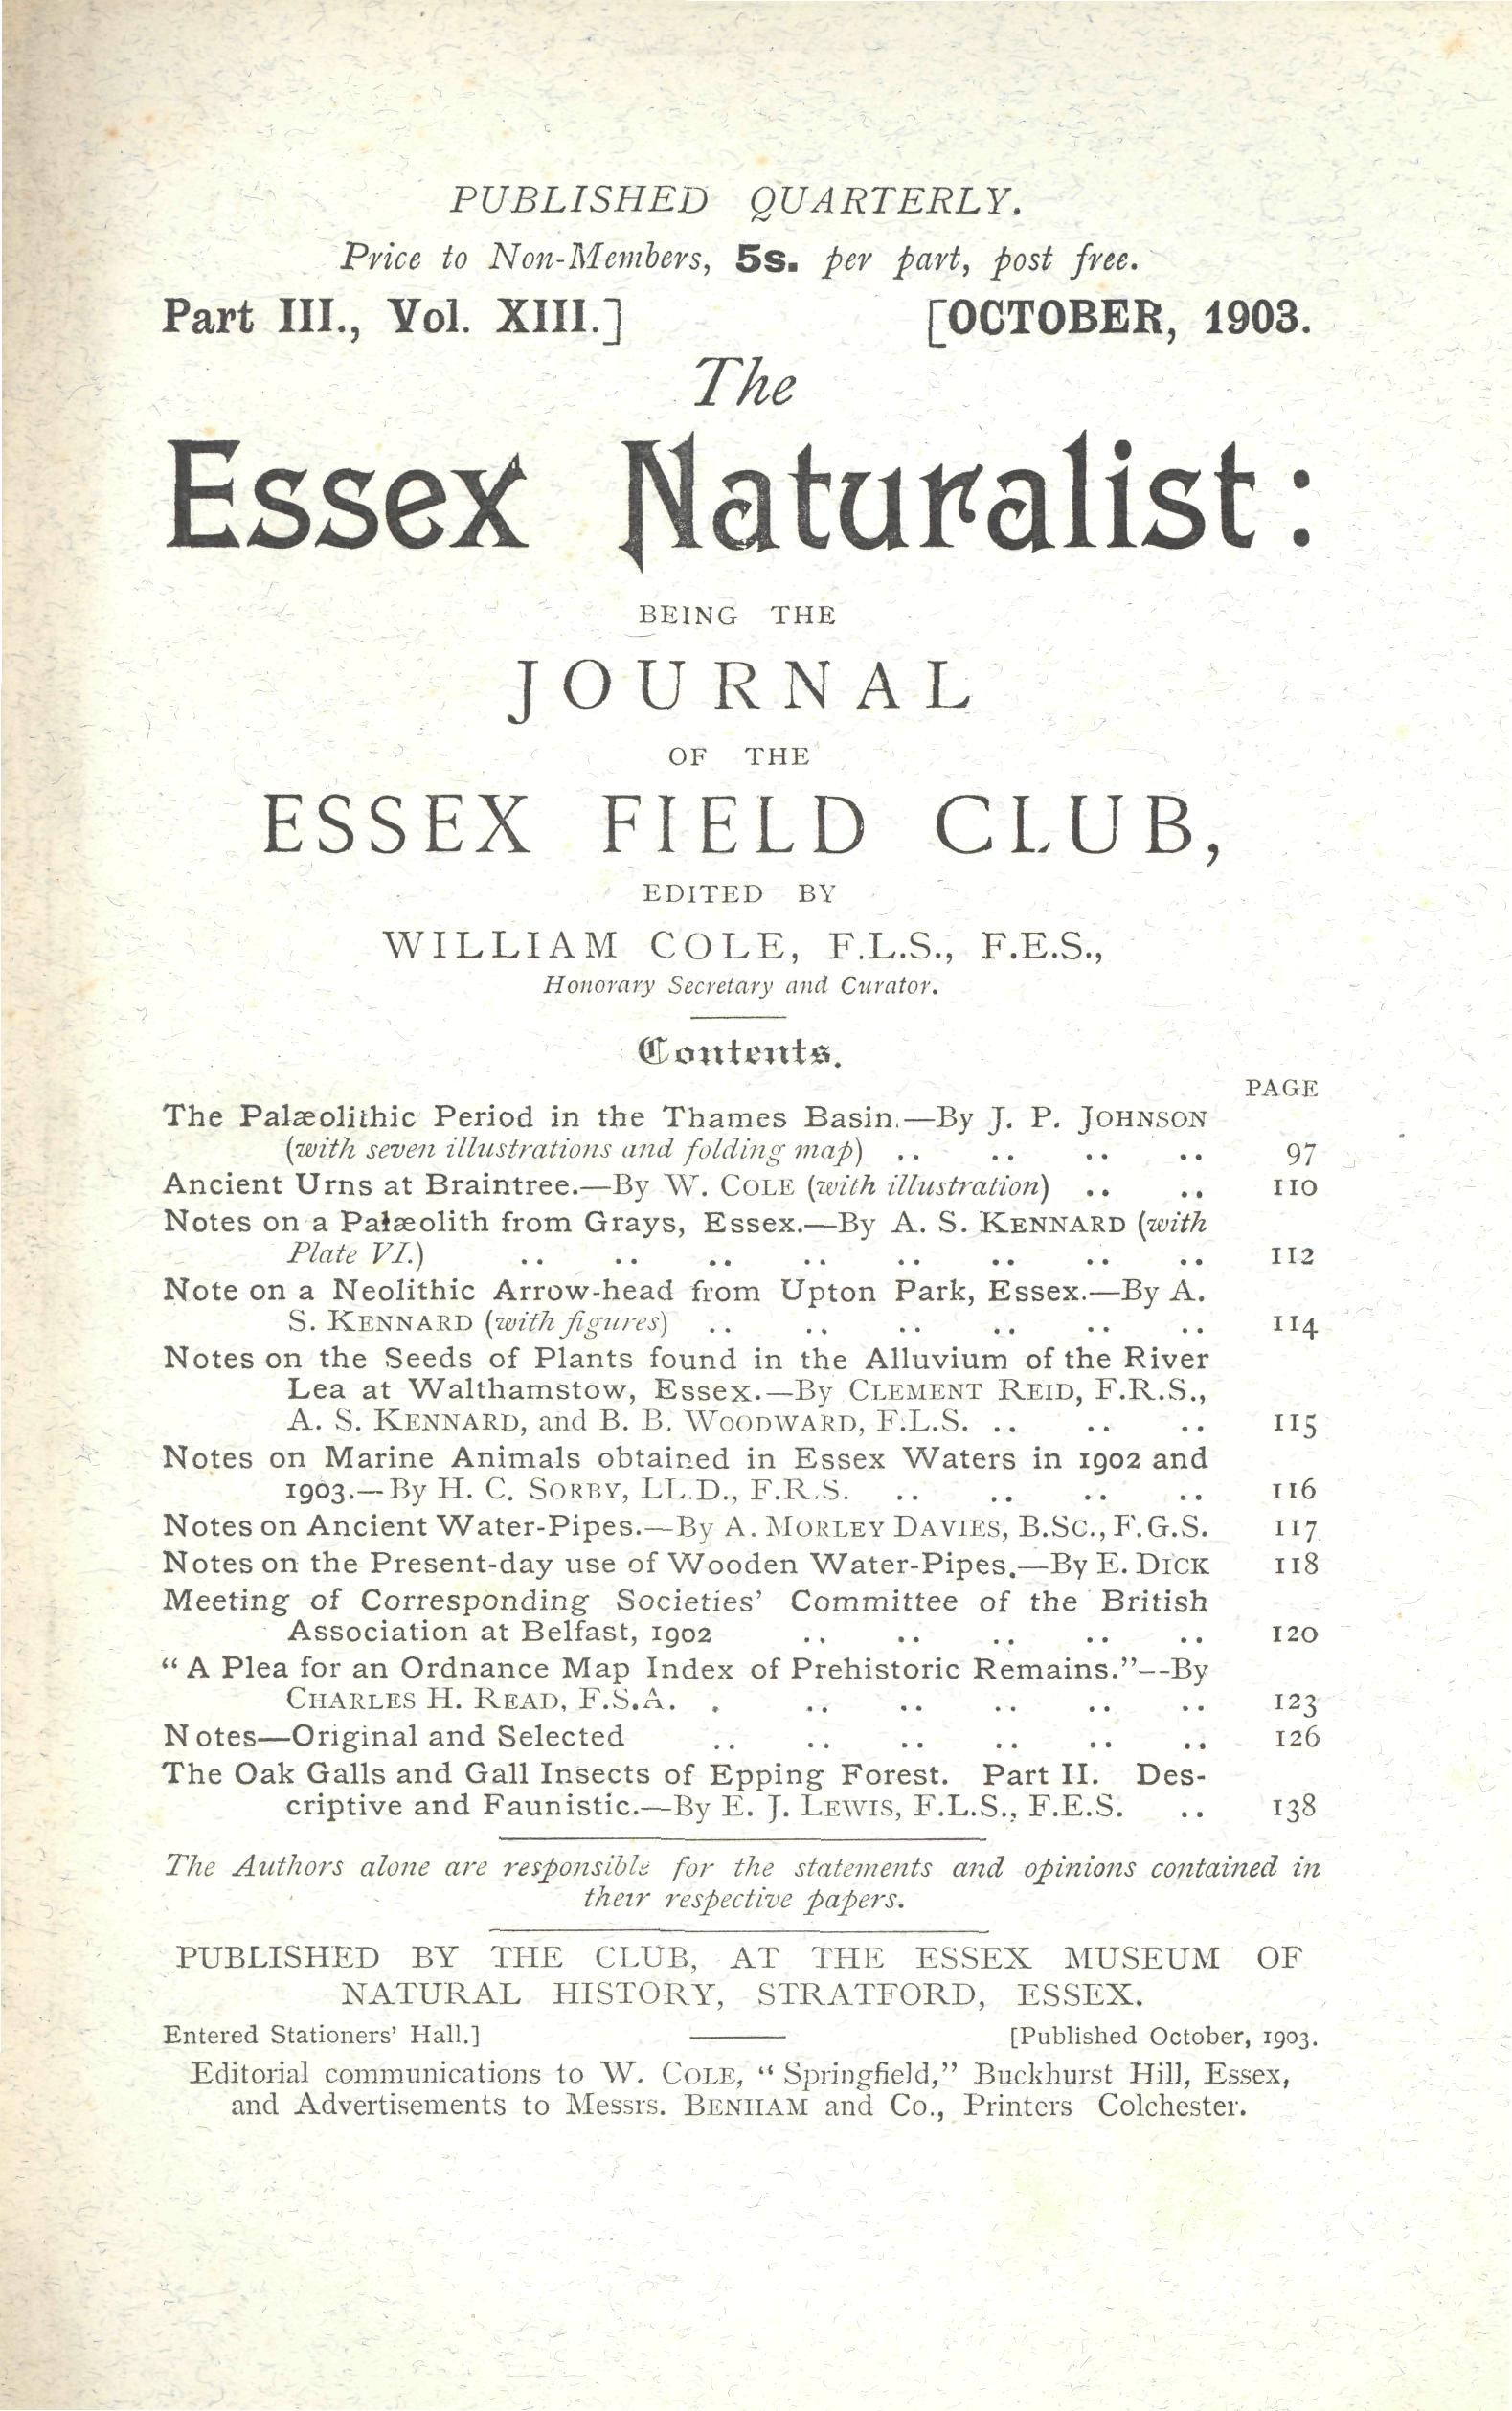 PUBLISHED QUARTERLY.
Price to Non-Members, 5s. per part, post free.
Part III., Vol. XIII.] [OCTOBER, 1903.
The
Essex Naturalist:
BEING THE
JOURNAL
OF THE
ESSEX FIELD CLUB,
EDITED BY
WILLIAM COLE, F.L.S., F.E.S.,
Honorary Secretary and Curator.
Contents.
PAGE
The Palæolithic Period in the Thames Basin.—By J. P. JOHNSON
(with seven illustrations and folding map) .. .. .. .. 97
Ancient Urns at Braintree.—By W. COLE (with illustration) .. .. 110
Notes on a Palæolith from Grays, Essex.—By A. S. KENNARD (with
Plate VI.) .. .. .. .. .. .. .. .. 112
Note on a Neolithic Arrow-head from Upton Park, Essex.—By A.
S. KENNARD (with figures) .. .. .. .. .. .. 114
Notes on the Seeds of Plants found in the Alluvium of the River
Lea at Walthamstow, Essex.—By CLEMENT REID, F.R.S.,
A. S. KENNARD, and B. B. WOODWARD, F.L.S. .. .. .. 115
Notes on Marine Animals obtained in Essex Waters in 1902 and
1903.—By H. C. SORBY, LL.D., F.R.S. .. .. .. .. 116
Notes on Ancient Water-Pipes.—By A. MORLEY DAVIES, B.SC., F.G.S. 117
Notes on the Present-day use of Wooden Water-Pipes.—By E. DICK 118
Meeting of Corresponding Societies' Committee of the British
Association at Belfast, 1902 .. .. .. .. .. 120
"A Plea for an Ordnance Map Index of Prehistoric Remains."--By
CHARLES H. READ, F.S.A. . .. .. .. .. .. 123
Notes—Original and Selected .. .. .. .. .. .. 126
The Oak Galls and Gall Insects of Epping Forest. Part II. Des-
criptive and Faunistic.—By E. J. LEWIS, F.L.S., F.E.S. .. 138
The Authors alone are responsible for the statements and opinions contained in
their respective papers.
PUBLISHED BY THE CLUB, AT THE ESSEX MUSEUM OF
NATURAL HISTORY, STRATFORD, ESSEX.
Entered Stationers' Hall.] [Published October, 1903.
Editorial communications to W. COLE, "Springfield," Buckhurst Hill, Essex,
and Advertisements to Messrs. BENHAM and Co., Printers Colchester.